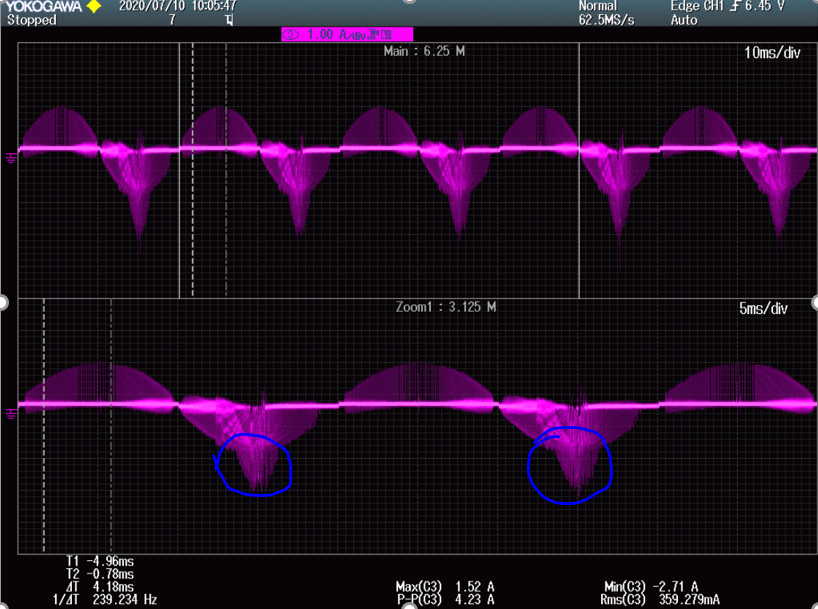 YOKOGAWA 2020/07/10 10:05:47 Normal Edge CH1 6.45 V
Stopped 7 62.5MS/s Auto
3 1.00 A/div
Main : 6.25 M 10ms/div
Zoom1 : 3.125 M 5ms/div
T1 -4.96ms
T2 -0.78ms
ΔT 4.18ms Max(C3) 1.52 A Min(C3) -2.71 A
1/ΔT 239.234 Hz P-P(C3) 4.23 A Rms(C3) 359.279mA